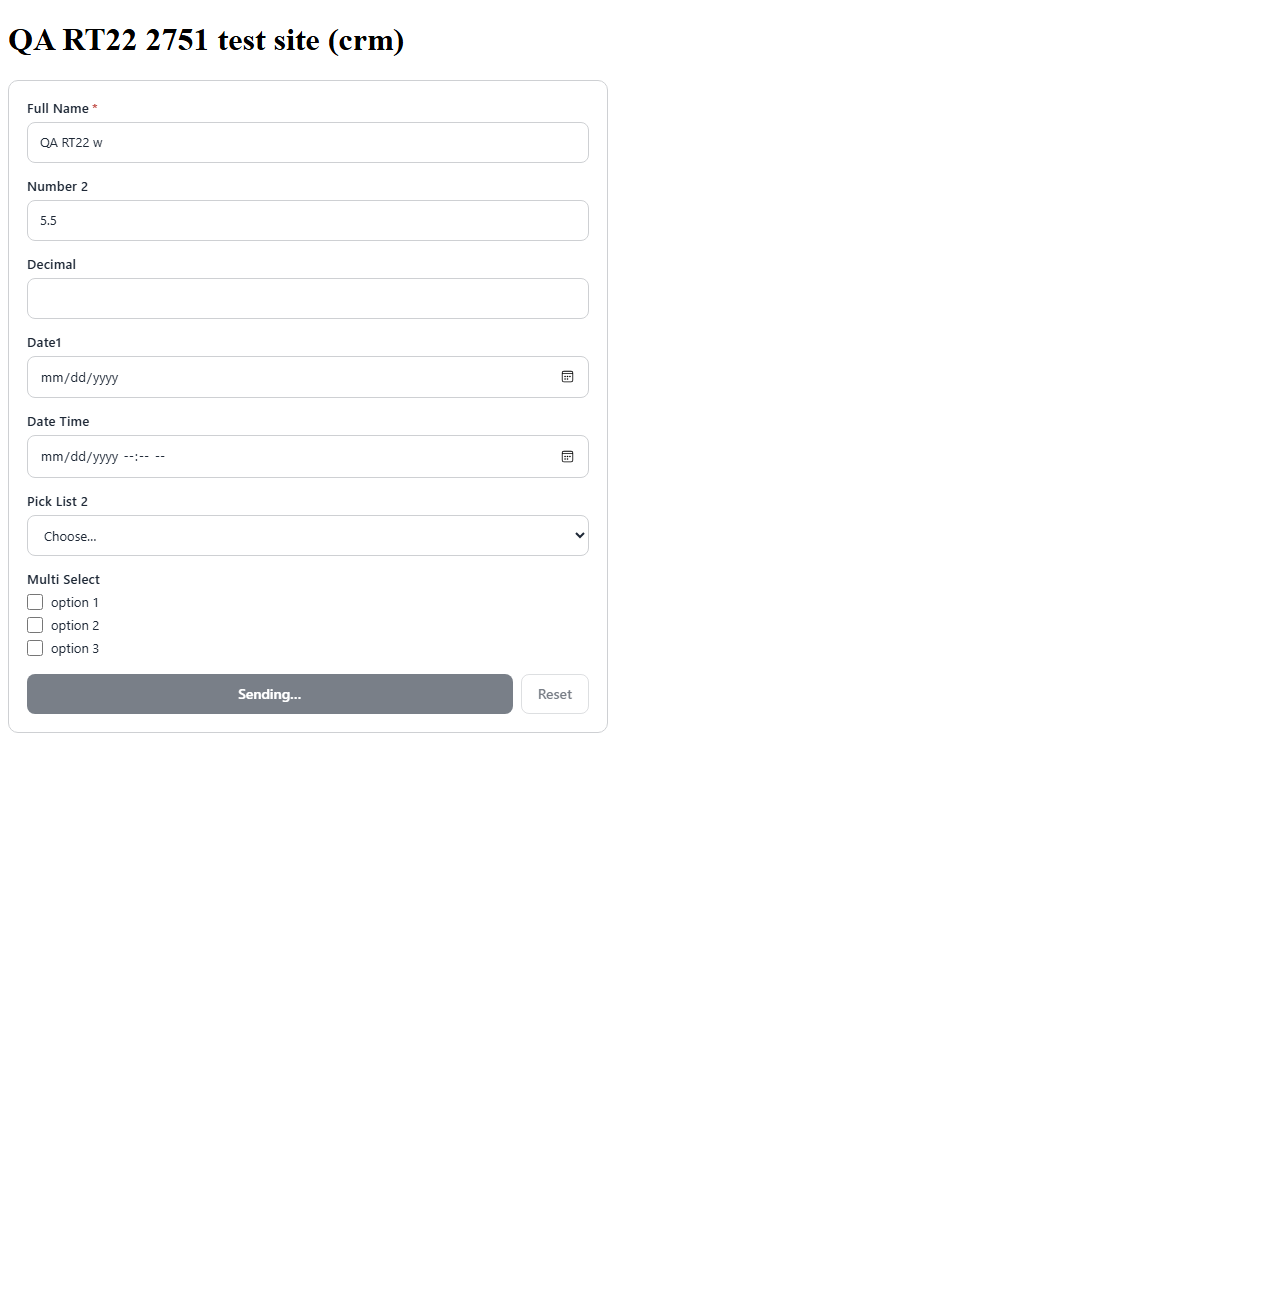 QA RT22 2751 test site (crm)
Full Name *
QA RT22 w
Number 2
5.5
Decimal
Date1
mm/dd/yyyy
Date Time
mm/dd/yyyy --:-- --
Pick List 2
Choose...
Multi Select
option 1
option 2
option 3
Sending...
Reset